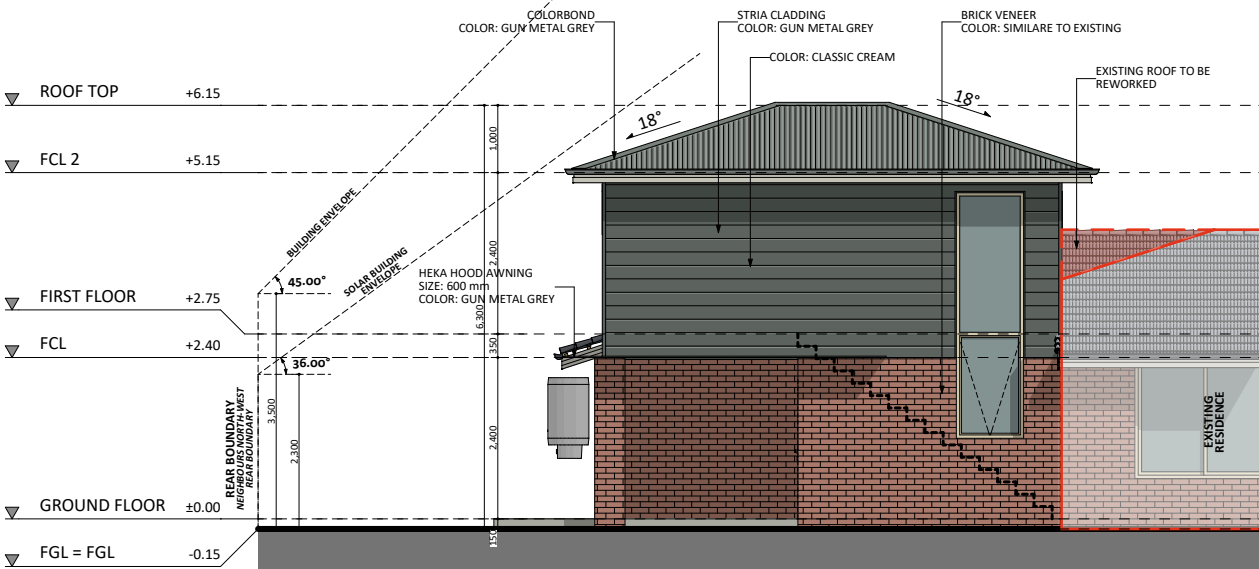 COLORBOND
COLOR: GUN METAL GREY
STRIA CLADDING
COLOR: GUN METAL GREY
BRICK VENEER
COLOR: SIMILARE TO EXISTING
COLOR: CLASSIC CREAM
EXISTING ROOF TO BE
REWORKED
ROOF TOP +6.15
18°
18°
1,000
FCL 2 +5.15
BUILDING ENVELOPE
45.00°
SOLAR BUILDING
ENVELOPE
2,400
HEKA HOOD AWNING
SIZE: 600 mm
COLOR: GUN METAL GREY
FIRST FLOOR +2.75
6,300
350
FCL +2.40
36.00°
REAR BOUNDARY
NEIGHBOURS NORTH-WEST
REAR BOUNDARY
3,500
2,300
2,400
EXISTING
RESIDENCE
GROUND FLOOR ±0.00
150
FGL = FGL -0.15